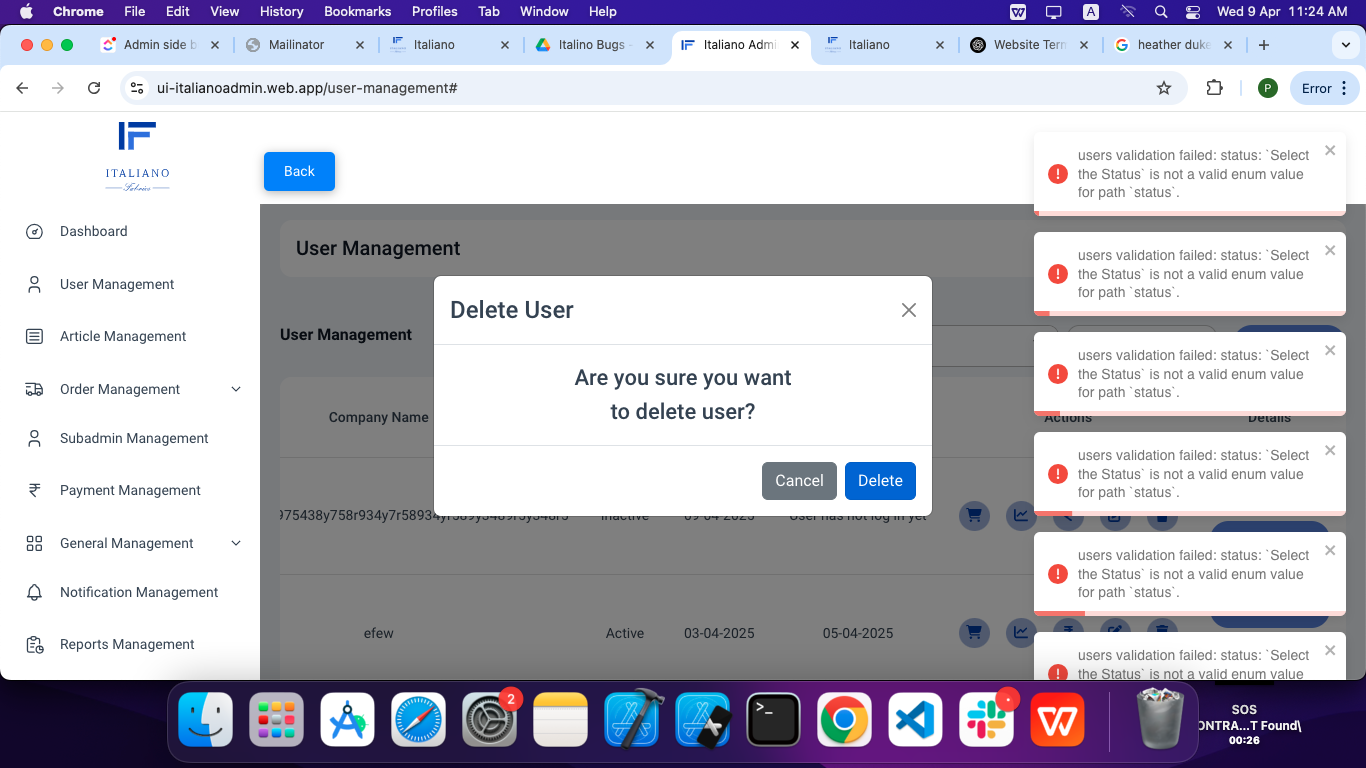 Chrome File Edit View History Bookmarks Profiles Tab Window Help
W A Wed 9 Apr 11:24 AM
Admin side b
Mailinator
Italiano
Italino Bugs -
Italiano Admi
Italiano
Website Tern
heather duke
ui-italianoadmin.web.app/user-management#
P
Error
ITALIANO
Fabrics
Back
Dashboard
User Management
Article Management
Order Management
Subadmin Management
Payment Management
General Management
Notification Management
Reports Management
User Management
User Management
Company Name
Actions
Details
Inactive 09-04-2025 User has not log in yet
efew Active 03-04-2025 05-04-2025
Delete User
Are you sure you want
to delete user?
Cancel Delete
users validation failed: status: `Select
the Status` is not a valid enum value
for path `status`.
users validation failed: status: `Select
the Status` is not a valid enum value
for path `status`.
users validation failed: status: `Select
the Status` is not a valid enum value
for path `status`.
users validation failed: status: `Select
the Status` is not a valid enum value
for path `status`.
users validation failed: status: `Select
the Status` is not a valid enum value
for path `status`.
users validation failed: status: `Select
the Status` is not a valid enum value
2
>_
W
SOS
ONTRA...T Found\
00:26